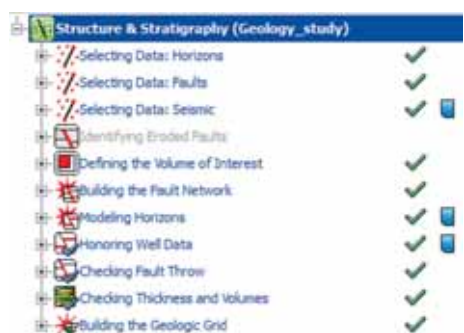 Structure & Stratigraphy (Geology_study)
Selecting Data: Horizons
Selecting Data: Faults
Selecting Data: Seismic
Identifying Eroded Faults
Defining the Volume of Interest
Building the Fault Network
Modeling Horizons
Honoring Well Data
Checking Fault Throw
Checking Thickness and Volumes
Building the Geologic Grid